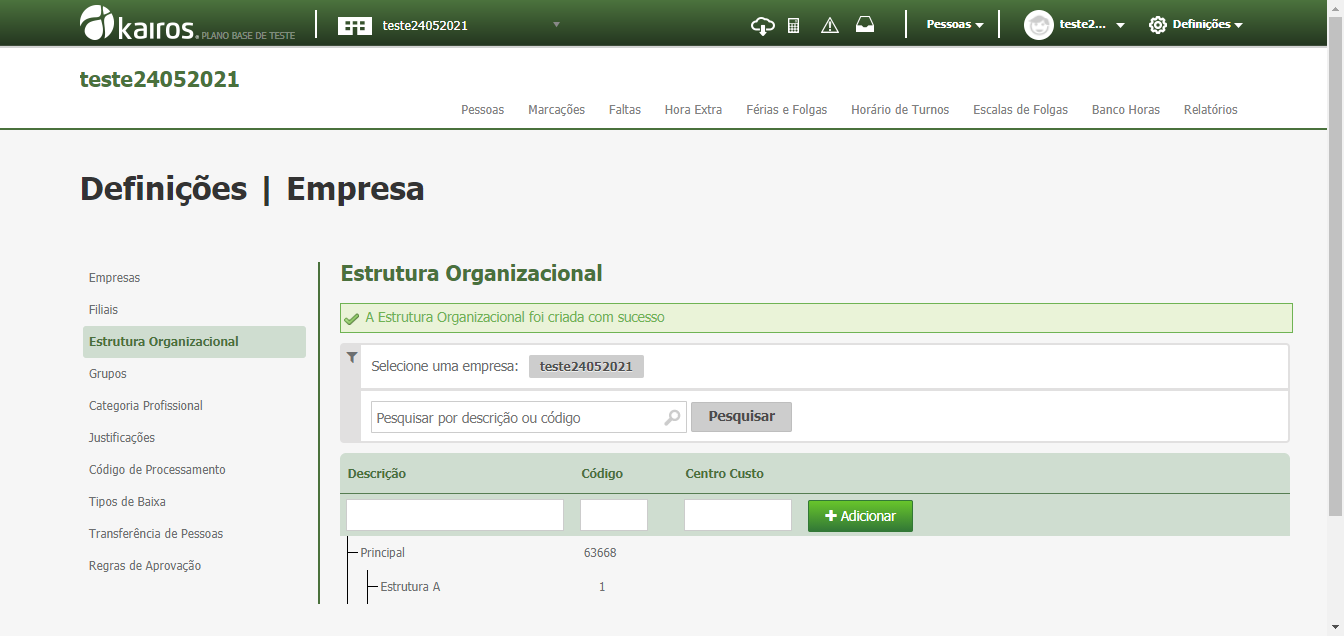 kairos. PLANO BASE DE TESTE
teste24052021
Pessoas
teste2...
Definições
teste24052021
Pessoas Marcações Faltas Hora Extra Férias e Folgas Horário de Turnos Escalas de Folgas Banco Horas Relatórios
Definições | Empresa
Empresas
Filiais
Estrutura Organizacional
Grupos
Categoria Profissional
Justificações
Código de Processamento
Tipos de Baixa
Transferência de Pessoas
Regras de Aprovação
Estrutura Organizacional
A Estrutura Organizacional foi criada com sucesso
Selecione uma empresa: teste24052021
Pesquisar por descrição ou código Pesquisar
Descrição Código Centro Custo
+ Adicionar
Principal 63668
Estrutura A 1